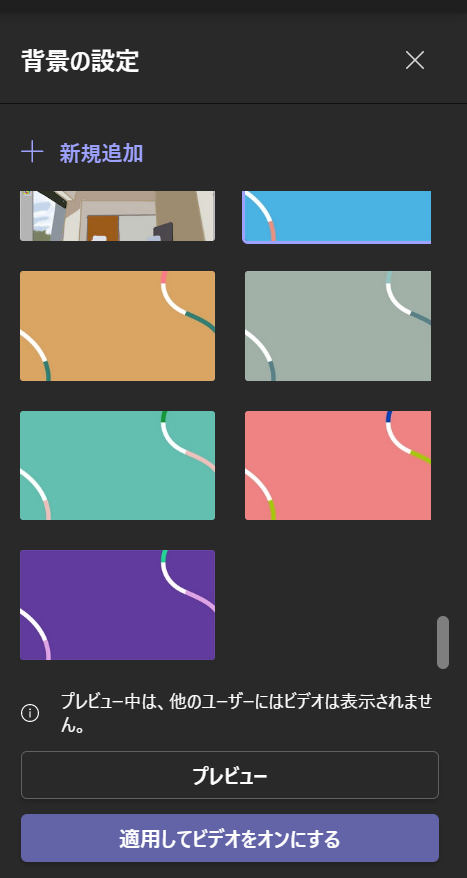 背景の設定
新規追加
プレビュー中は、他のユーザーにはビデオは表示されませ
ん。
プレビュー
適用してビデオをオンにする